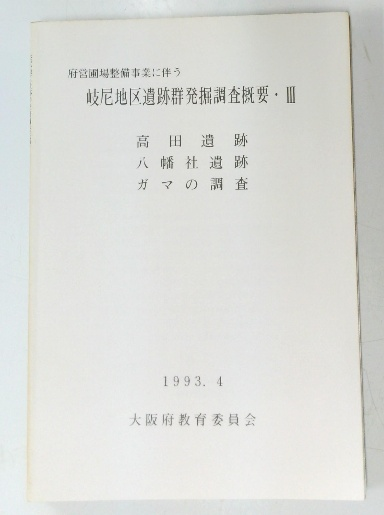 府営圃場整備事業に伴う
岐尼地区遺跡群発掘調査概要・Ⅲ
高田遺跡
八幡社遺跡
ガマの調査
1993. 4
大阪府教育委員会